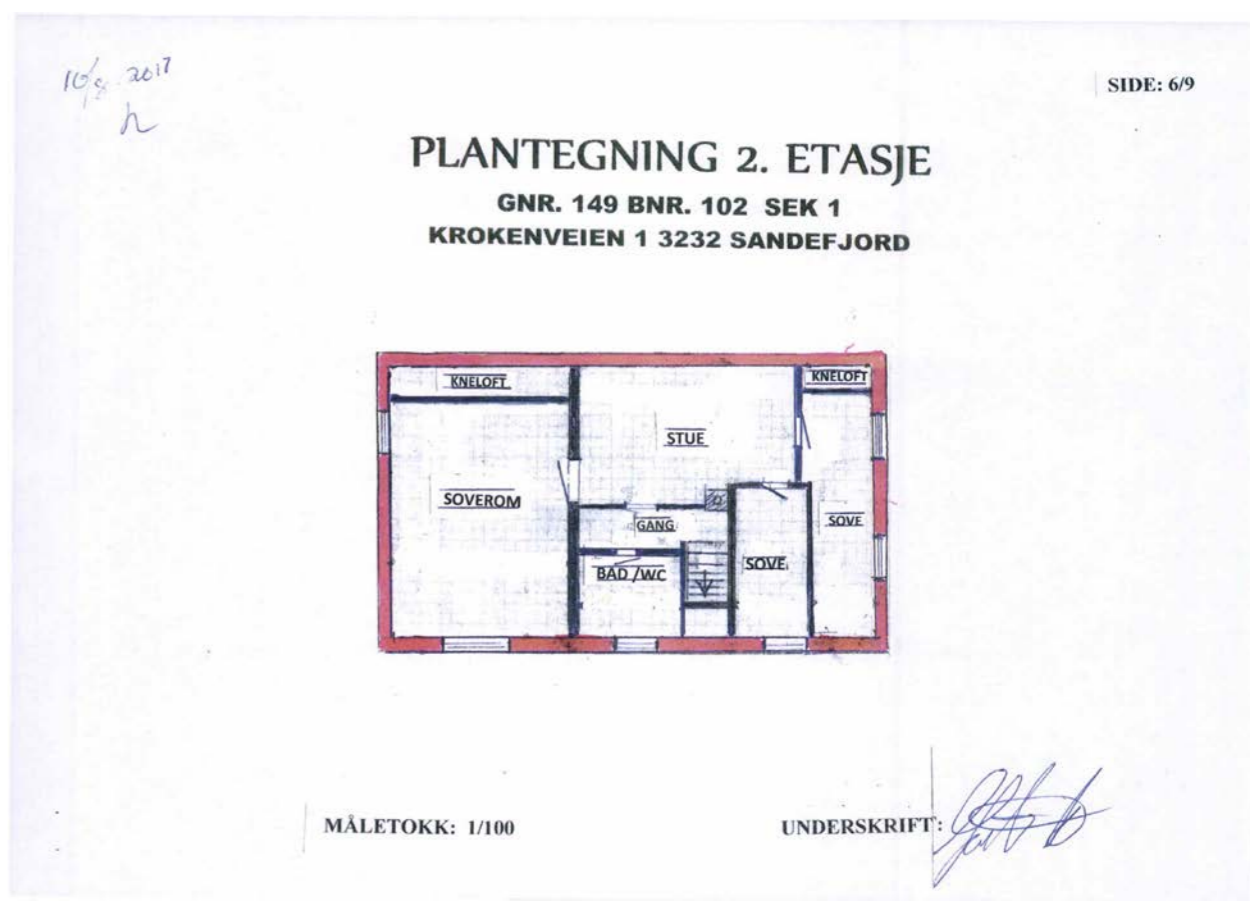 10/8-2017
SIDE: 6/9
PLANTEGNING 2. ETASJE
GNR. 149 BNR. 102 SEK 1
KROKENVEIEN 1 3232 SANDEFJORD
KNELOFT
KNELOFT
STUE
SOVEROM
GANG
SOVE
BAD /WC
SOVE
MÅLETOKK: 1/100
UNDERSKRIFT: